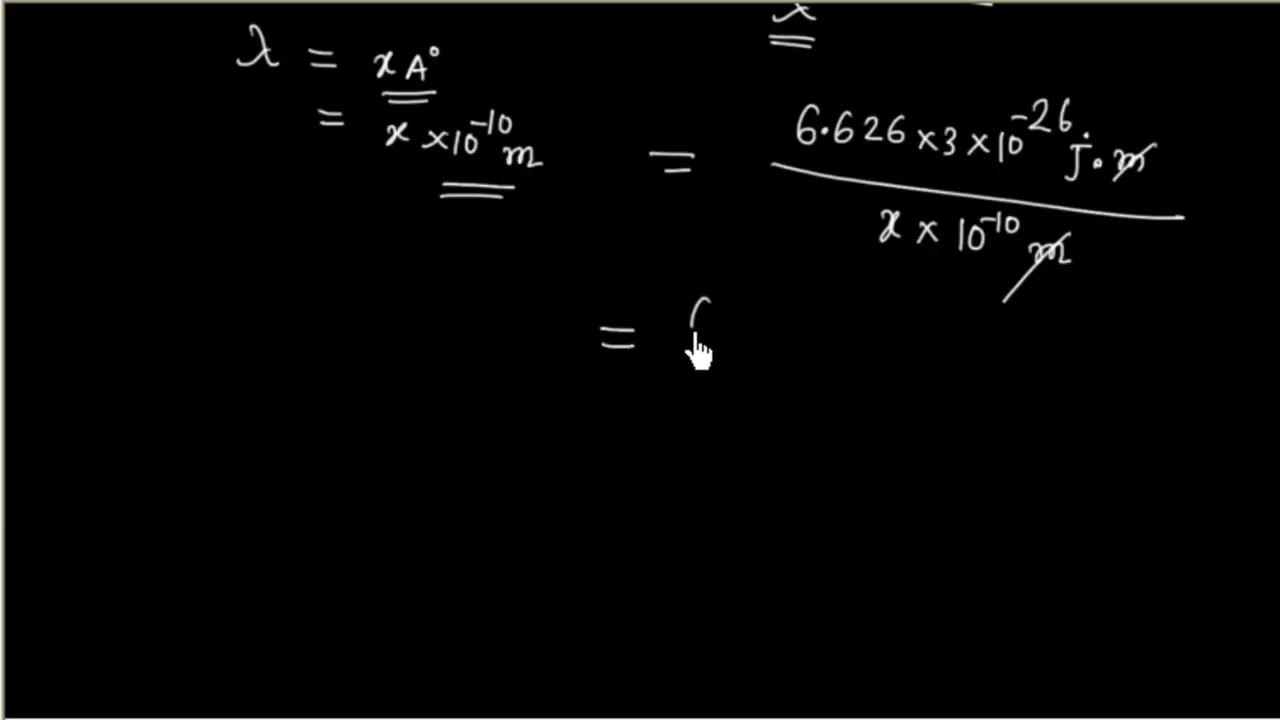 λ
λ = x A°
= x × 10⁻¹⁰ m
= 6.626 × 3 × 10⁻²⁶ J. m
x × 10⁻¹⁰ m
=